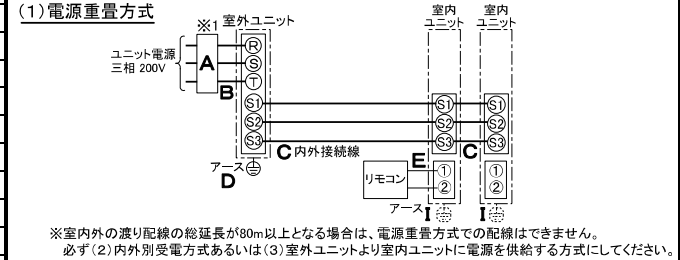 (1)電源重畳方式
※1
室外ユニット
室内
ユニット
室内
ユニット
ユニット電源
三相 200V
A
B
R
S
T
S1
S2
S3
S1
S2
S3
S1
S2
S3
C 内外接続線
C
アース
D
E
リモコン
①
②
①
②
アース
I
I
※室内外の渡り配線の総延長が80m以上となる場合は、電源重畳方式での配線はできません。
必ず(2)内外別受電方式あるいは(3)室外ユニットより室内ユニットに電源を供給する方式にしてください。